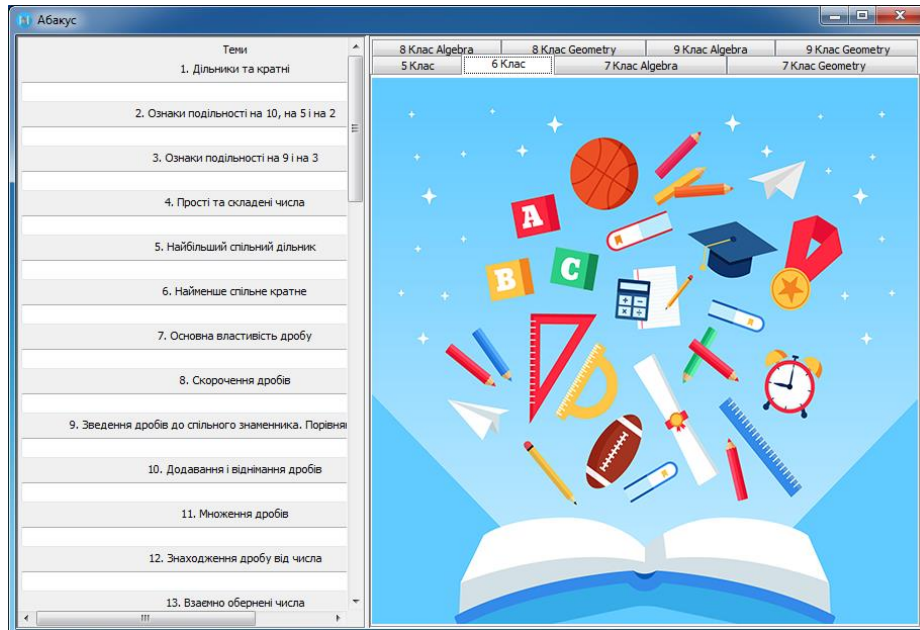 Абакус
Теми
1. Дільники та кратні
2. Ознаки подільності на 10, на 5 і на 2
3. Ознаки подільності на 9 і на 3
4. Прості та складені числа
5. Найбільший спільний дільник
6. Найменше спільне кратне
7. Основна властивість дробу
8. Скорочення дробів
9. Зведення дробів до спільного знаменника. Порівня
10. Додавання і віднімання дробів
11. Множення дробів
12. Знаходження дробу від числа
13. Взаємно обернені числа
8 Клас Algebra 8 Клас Geometry 9 Клас Algebra 9 Клас Geometry
5 Клас 6 Клас 7 Клас Algebra 7 Клас Geometry
A
B C